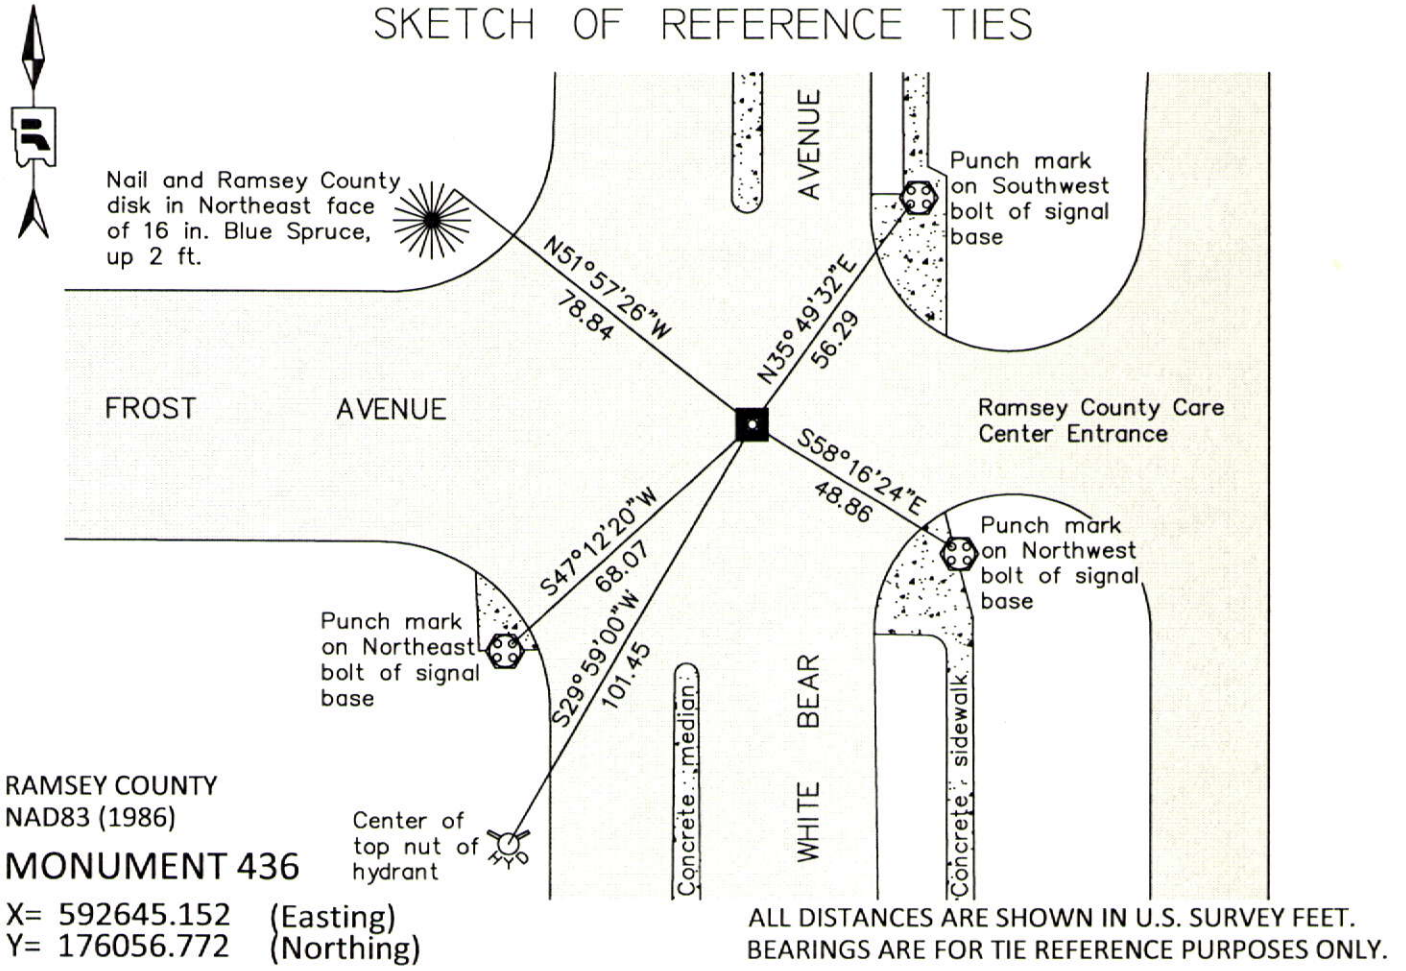 SKETCH OF REFERENCE TIES
R
Nail and Ramsey County
disk in Northeast face
of 16 in. Blue Spruce,
up 2 ft.
AVENUE
Punch mark
on Southwest
bolt of signal
base
N51°57'26"W
78.84
N35°49'32"E
56.29
FROST AVENUE
Ramsey County Care
Center Entrance
S58°16'24"E
48.86
S47°12'20"W
68.07
S29°59'00"W
101.45
Punch mark
on Northwest
bolt of signal
base
Punch mark
on Northeast
bolt of signal
base
WHITE BEAR
Concrete median
Concrete sidewalk
Center of
top nut of
hydrant
HYD
RAMSEY COUNTY
NAD83 (1986)
MONUMENT 436
X= 592645.152 (Easting)
Y= 176056.772 (Northing)
ALL DISTANCES ARE SHOWN IN U.S. SURVEY FEET.
BEARINGS ARE FOR TIE REFERENCE PURPOSES ONLY.